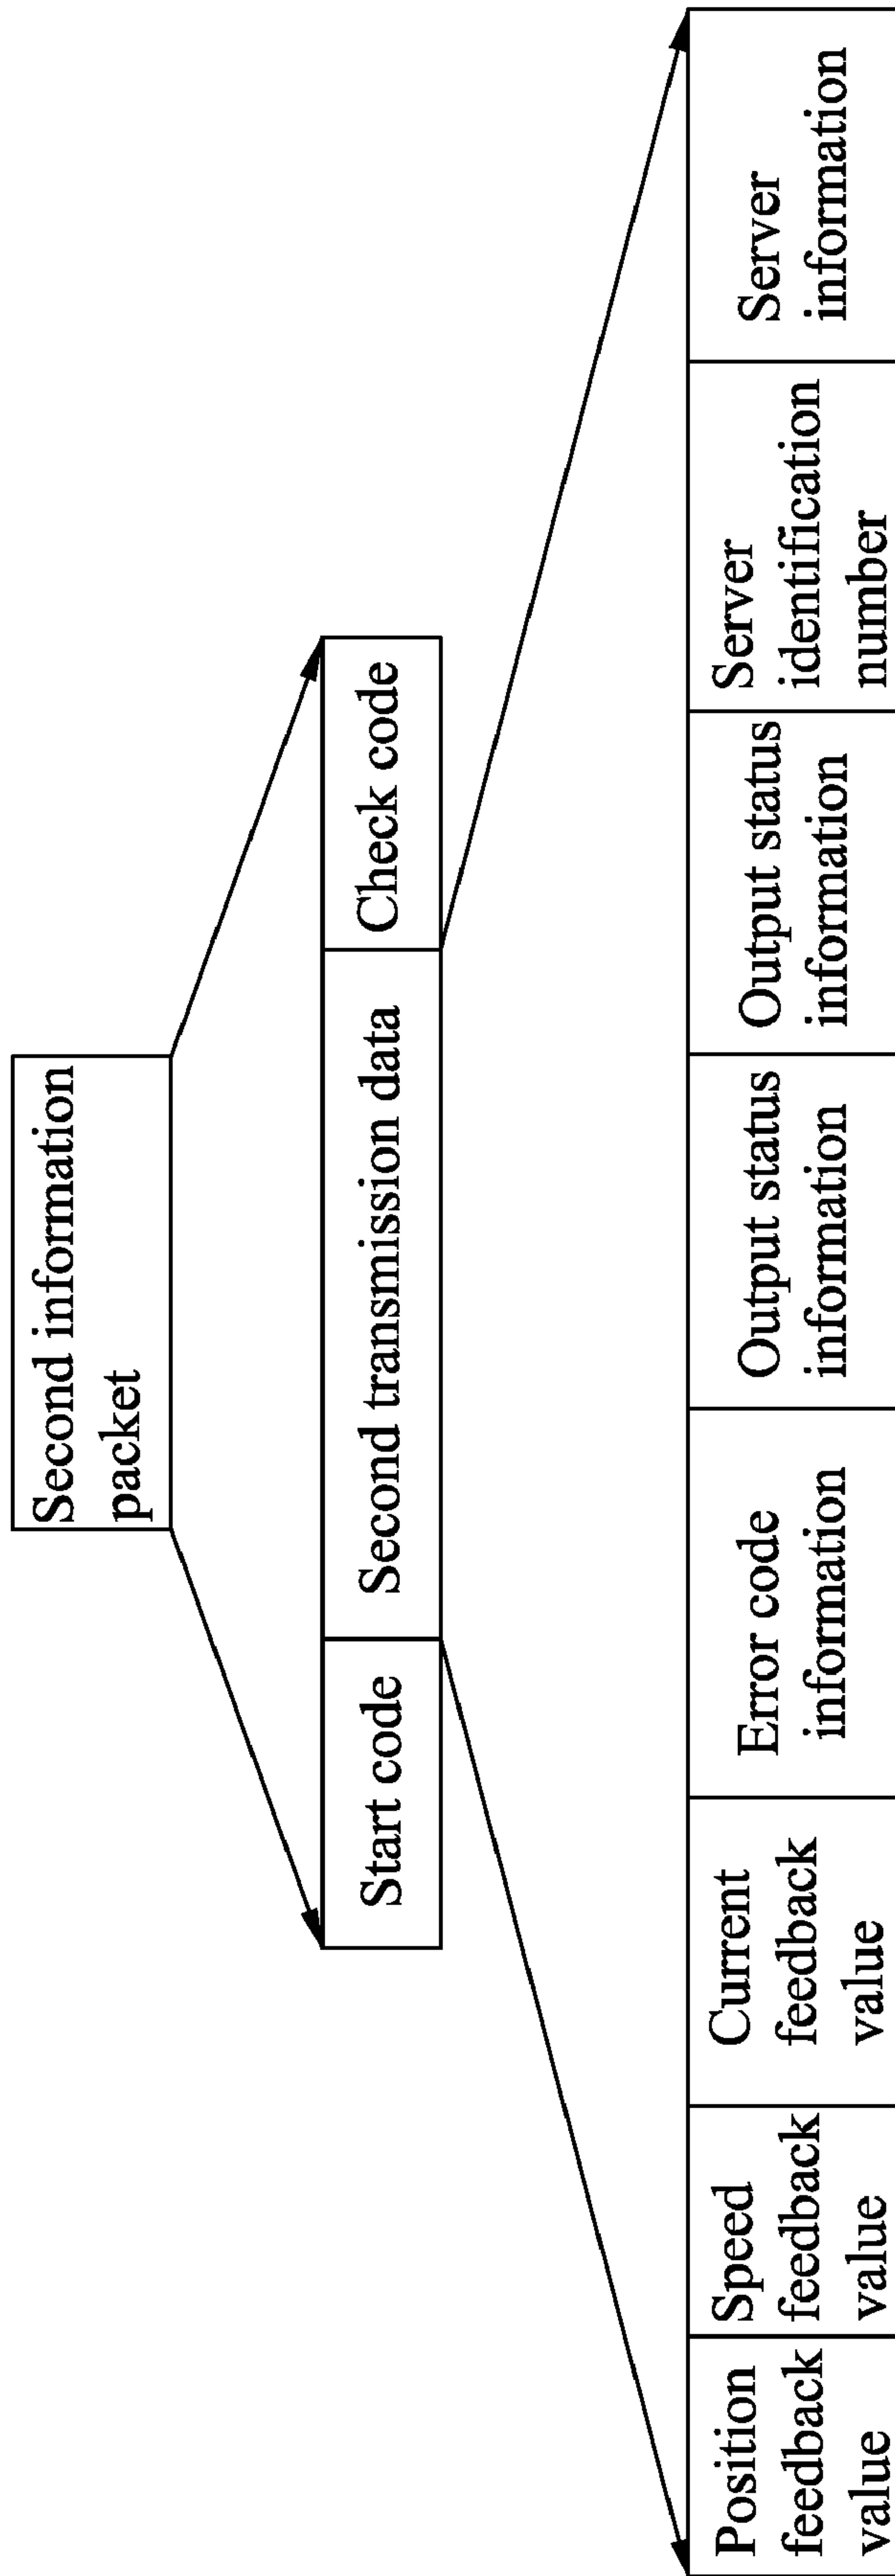 Second information
packet
Start code
Second transmission data
Check code
Position
feedback
value
Speed
feedback
value
Current
feedback
value
Error code
information
Output status
information
Output status
information
Server
identification
number
Server
information